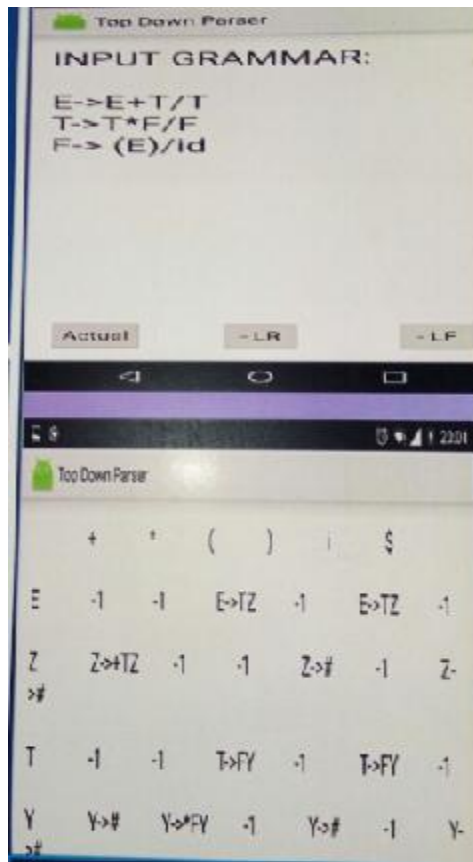 Top Down Parser
INPUT GRAMMAR:
E->E+T/T
T->T*F/F
F-> (E)/id
Actual -LR -LF
23:01
Top Down Parser
+ * ( ) i $
E -1 -1 E->TZ -1 E->TZ -1
Z Z->+TZ -1 -1 Z->#  -1 Z-
>#
T -1 -1 T->FY -1 T->FY -1
Y Y->#  Y->*FY -1 Y->#  -1 Y-
>#